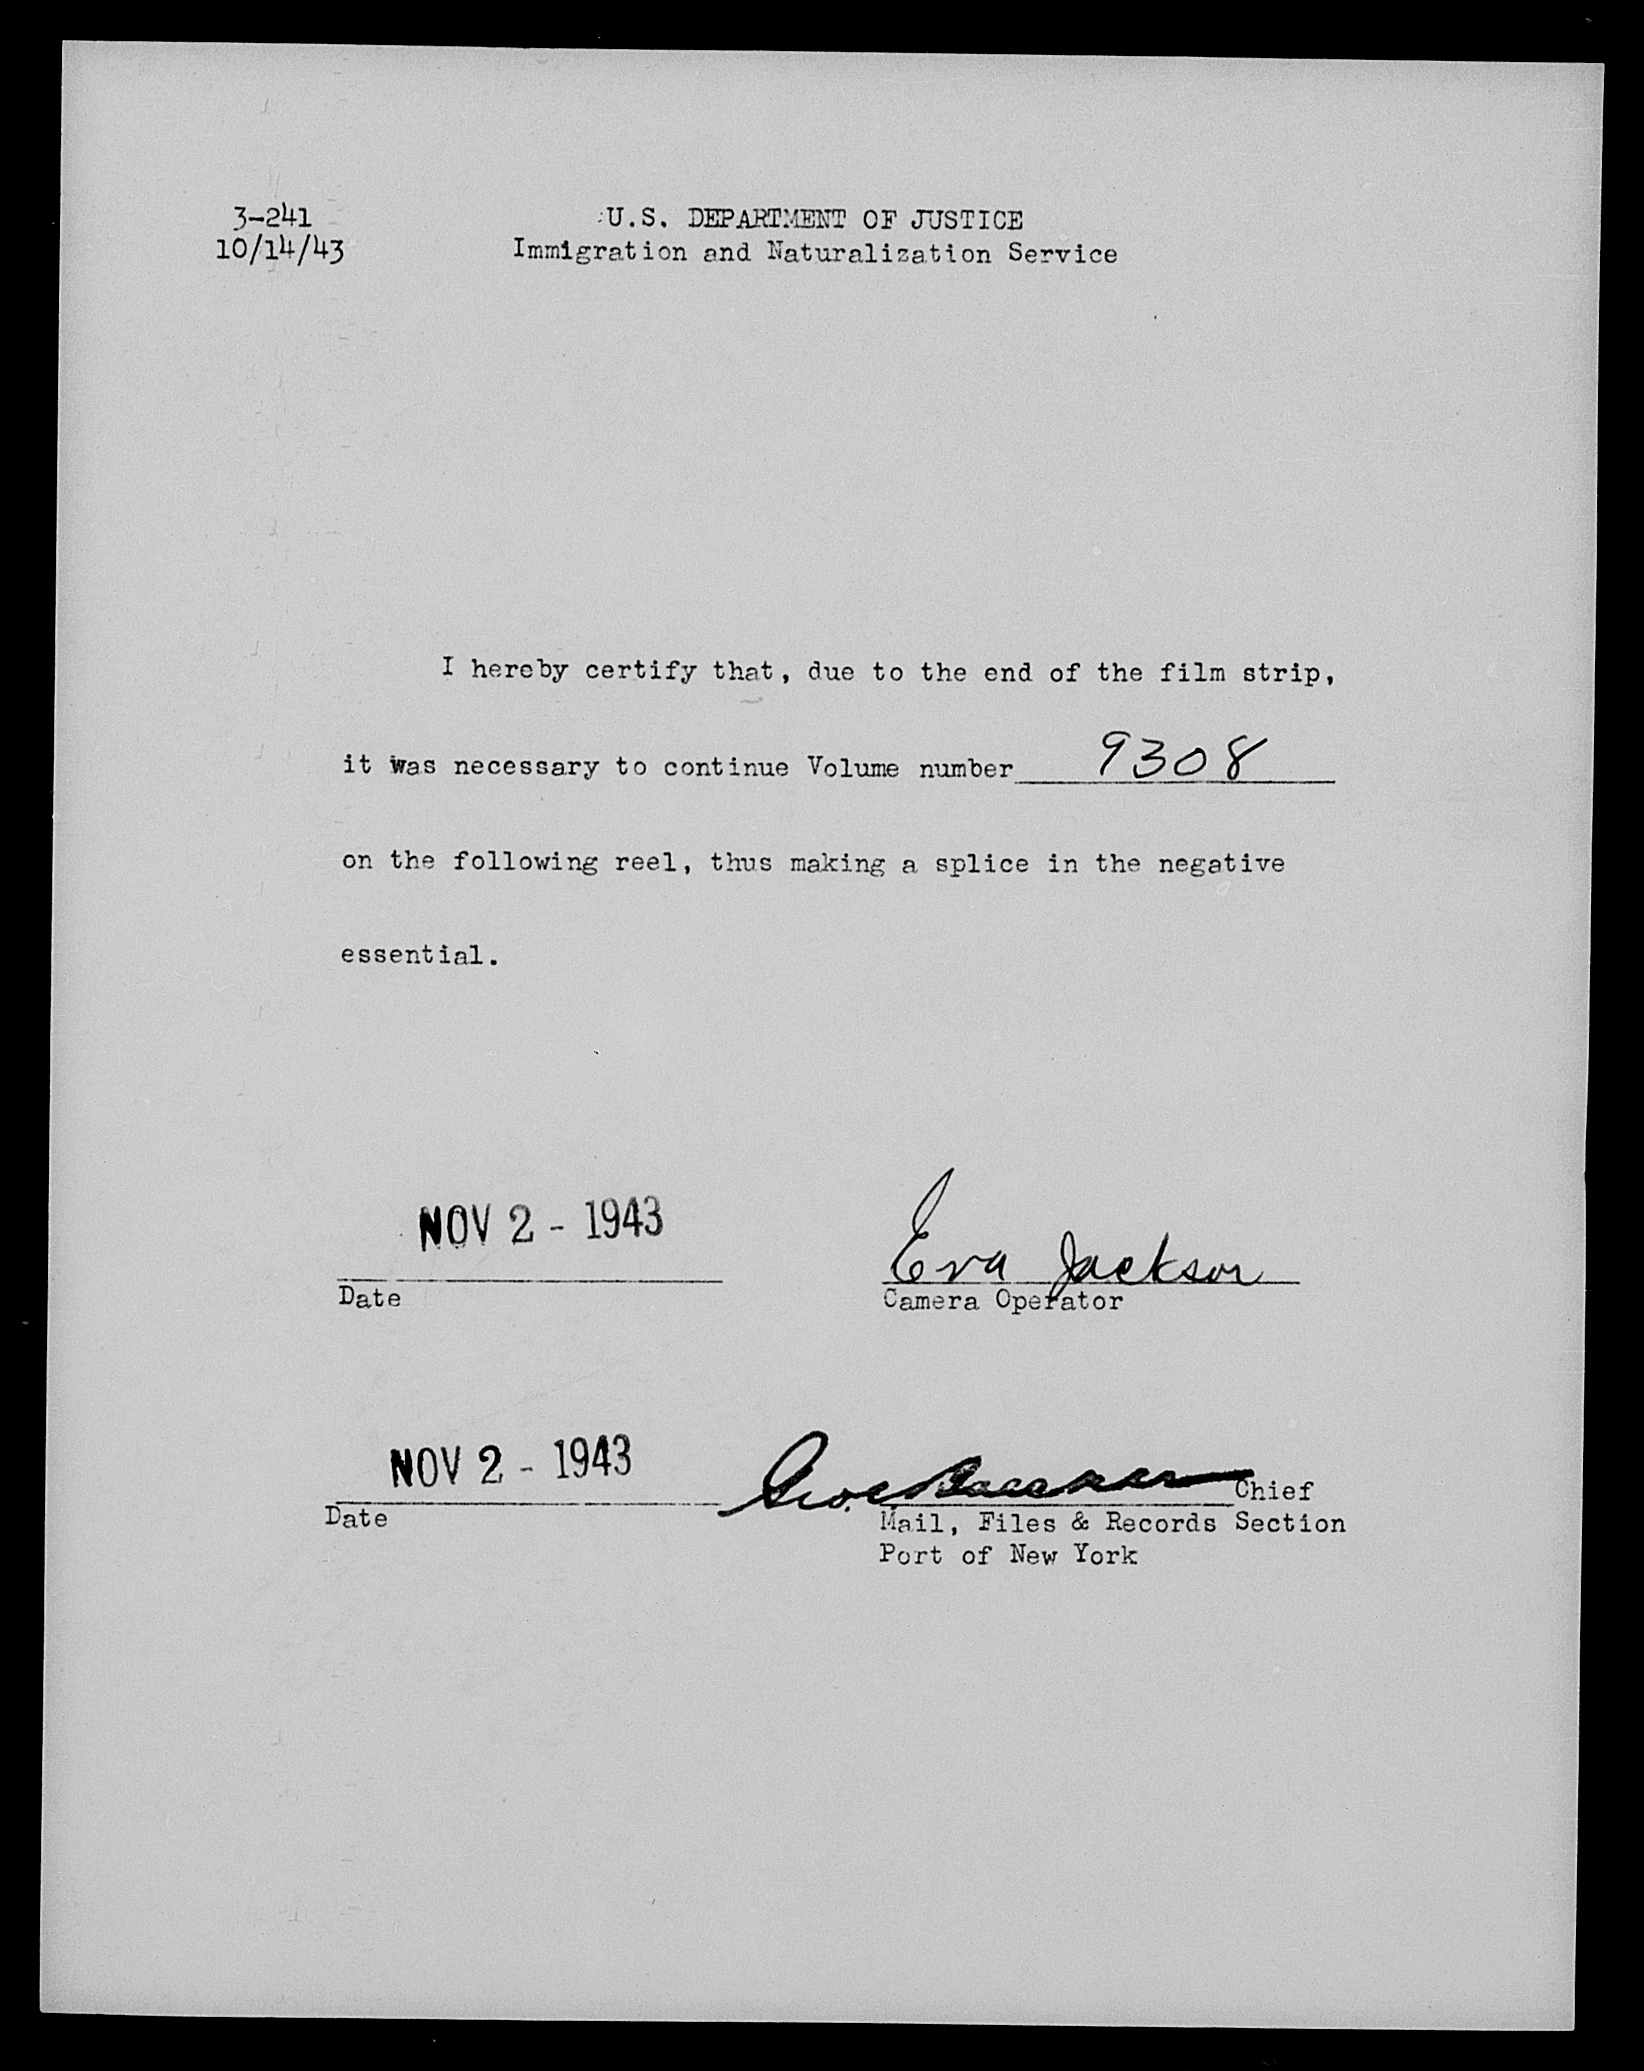 3-241
10/14/43
U.S. DEPARTMENT OF JUSTICE
Immigration and Naturalization Service
I hereby certify that, due to the end of the film strip,
it was necessary to continue Volume number 9308
on the following reel, thus making a splice in the negative
essential.
NOV 2 - 1943
Eva Jackson
Date
Camera Operator
NOV 2 - 1943
Geo.
Chief
Date
Mail, Files & Records Section
Port of New York